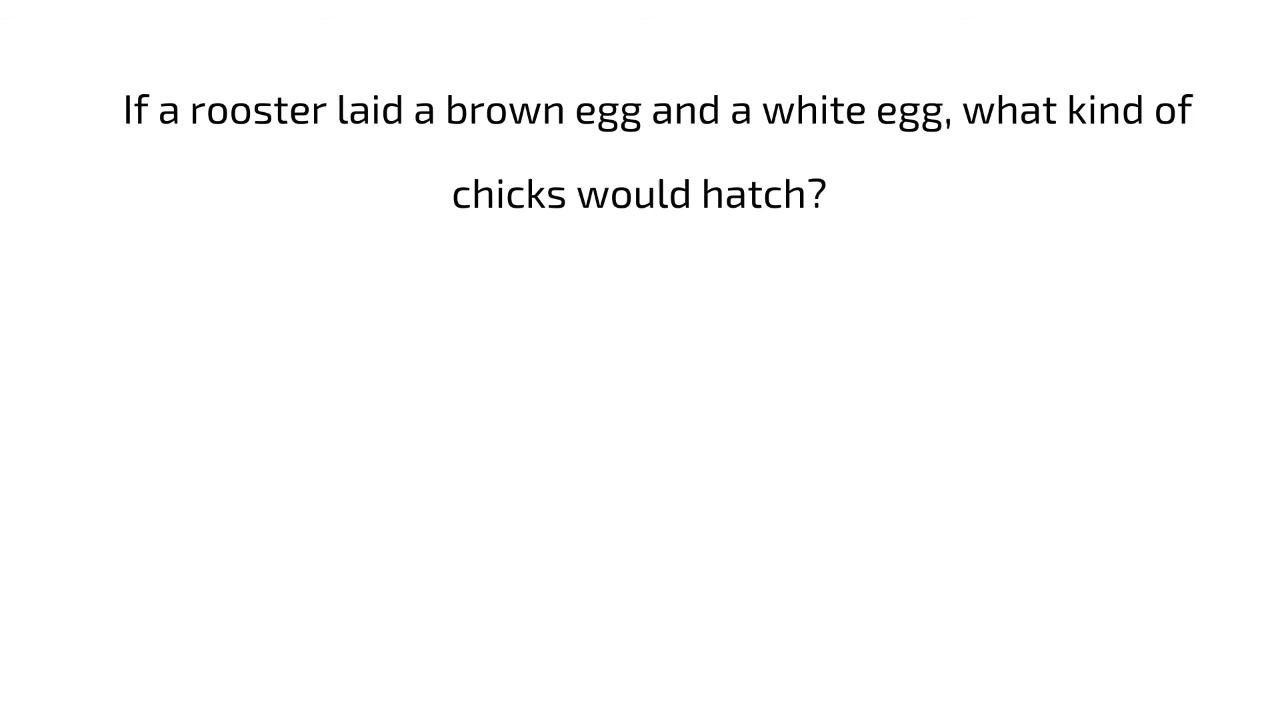 If a rooster laid a brown egg and a white egg, what kind of
chicks would hatch?